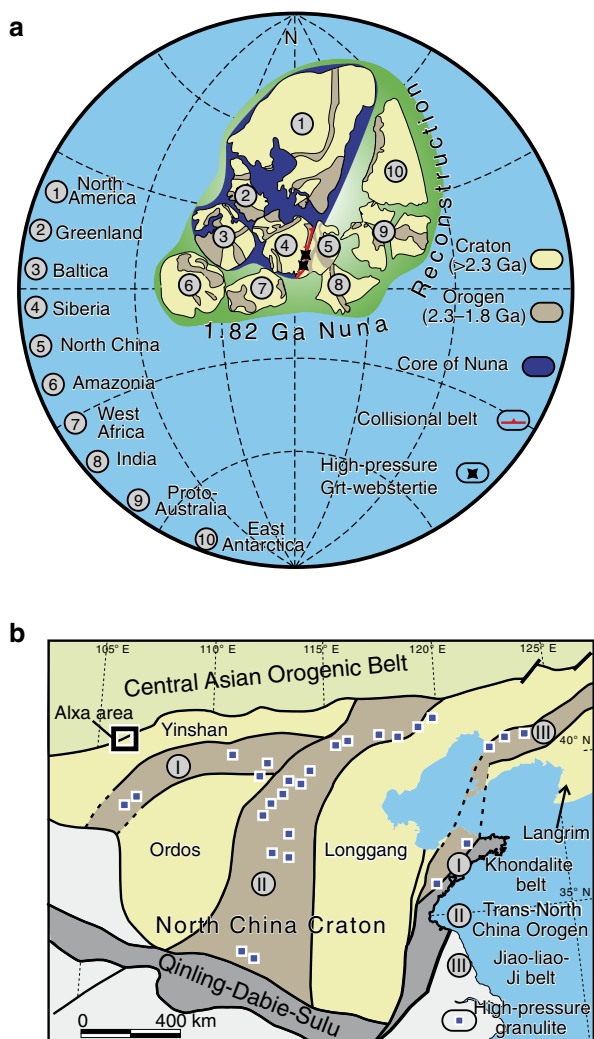 a
N
1
2
3
4
5
6
7
8
9
10
Reconstruction
1.82 Ga Nuna
1 North
America
2 Greenland
3 Baltica
4 Siberia
5 North China
6 Amazonia
7 West
Africa
8 India
9 Proto-
Australia
10 East
Antarctica
Craton
(>2.3 Ga)
Orogen
(2.3–1.8 Ga)
Core of Nuna
Collisional belt
High-pressure
Grt-webstertie
b
105° E
110° E
115° E
120° E
125° E
Central Asian Orogenic Belt
Alxa area
Yinshan
I
III
40° N
Ordos
Longgang
Langrim
II
North China Craton
35° N
Qinling-Dabie-Sulu
I Khondalite
belt
II Trans-North
China Orogen
III Jiao-liao-
Ji belt
High-pressure
granulite
0 400 km